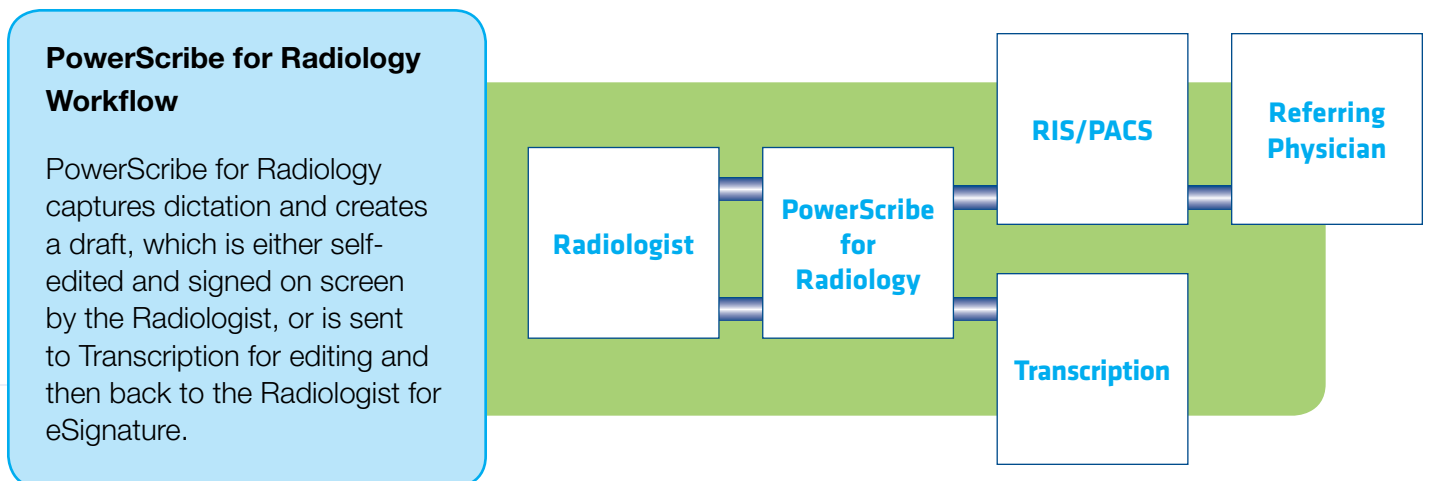 PowerScribe for Radiology
Workflow
PowerScribe for Radiology
captures dictation and creates
a draft, which is either self-
edited and signed on screen
by the Radiologist, or is sent
to Transcription for editing and
then back to the Radiologist for
eSignature.
Radiologist
PowerScribe
for
Radiology
RIS/PACS
Referring
Physician
Transcription